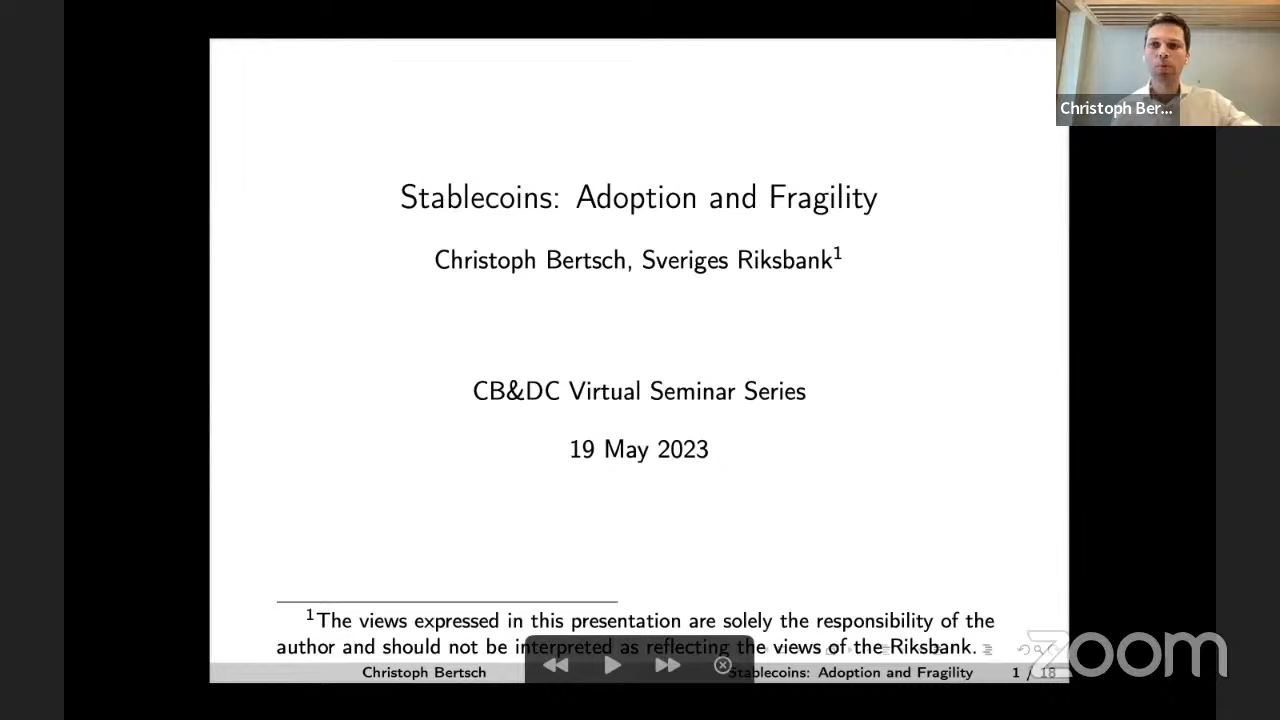 Christoph Ber...
Stablecoins: Adoption and Fragility
Christoph Bertsch, Sveriges Riksbank¹
CB&DC Virtual Seminar Series
19 May 2023
¹The views expressed in this presentation are solely the responsibility of the
author and should not be interpreted as reflecting the views of the Riksbank.
Christoph Bertsch Stablecoins: Adoption and Fragility 1 / 18
zoom